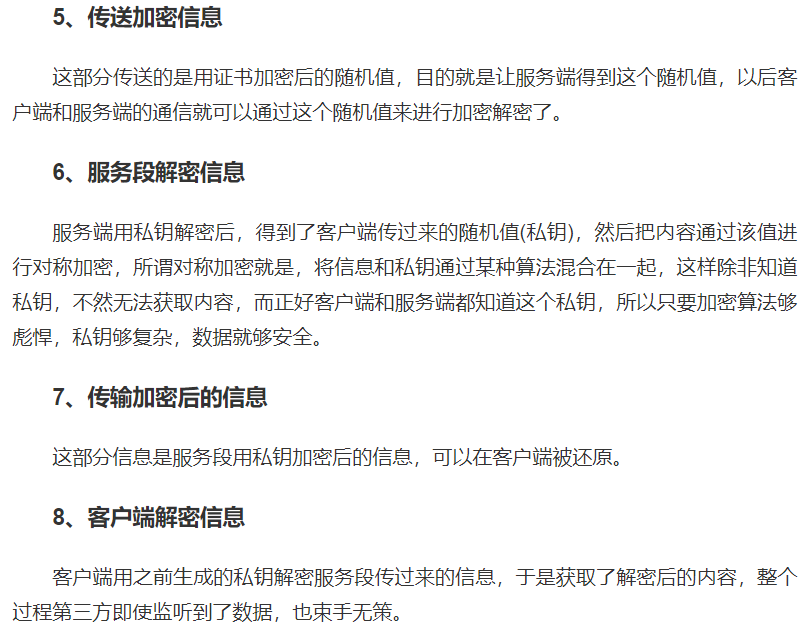 5、传送加密信息
这部分传送的是用证书加密后的随机值，目的就是让服务端得到这个随机值，以后客
户端和服务端的通信就可以通过这个随机值来进行加密解密了。
6、服务段解密信息
服务端用私钥解密后，得到了客户端传过来的随机值(私钥)，然后把内容通过该值进
行对称加密，所谓对称加密就是，将信息和私钥通过某种算法混合在一起，这样除非知道
私钥，不然无法获取内容，而正好客户端和服务端都知道这个私钥，所以只要加密算法够
彪悍，私钥够复杂，数据就够安全。
7、传输加密后的信息
这部分信息是服务段用私钥加密后的信息，可以在客户端被还原。
8、客户端解密信息
客户端用之前生成的私钥解密服务段传过来的信息，于是获取了解密后的内容，整个
过程第三方即使监听到了数据，也束手无策。